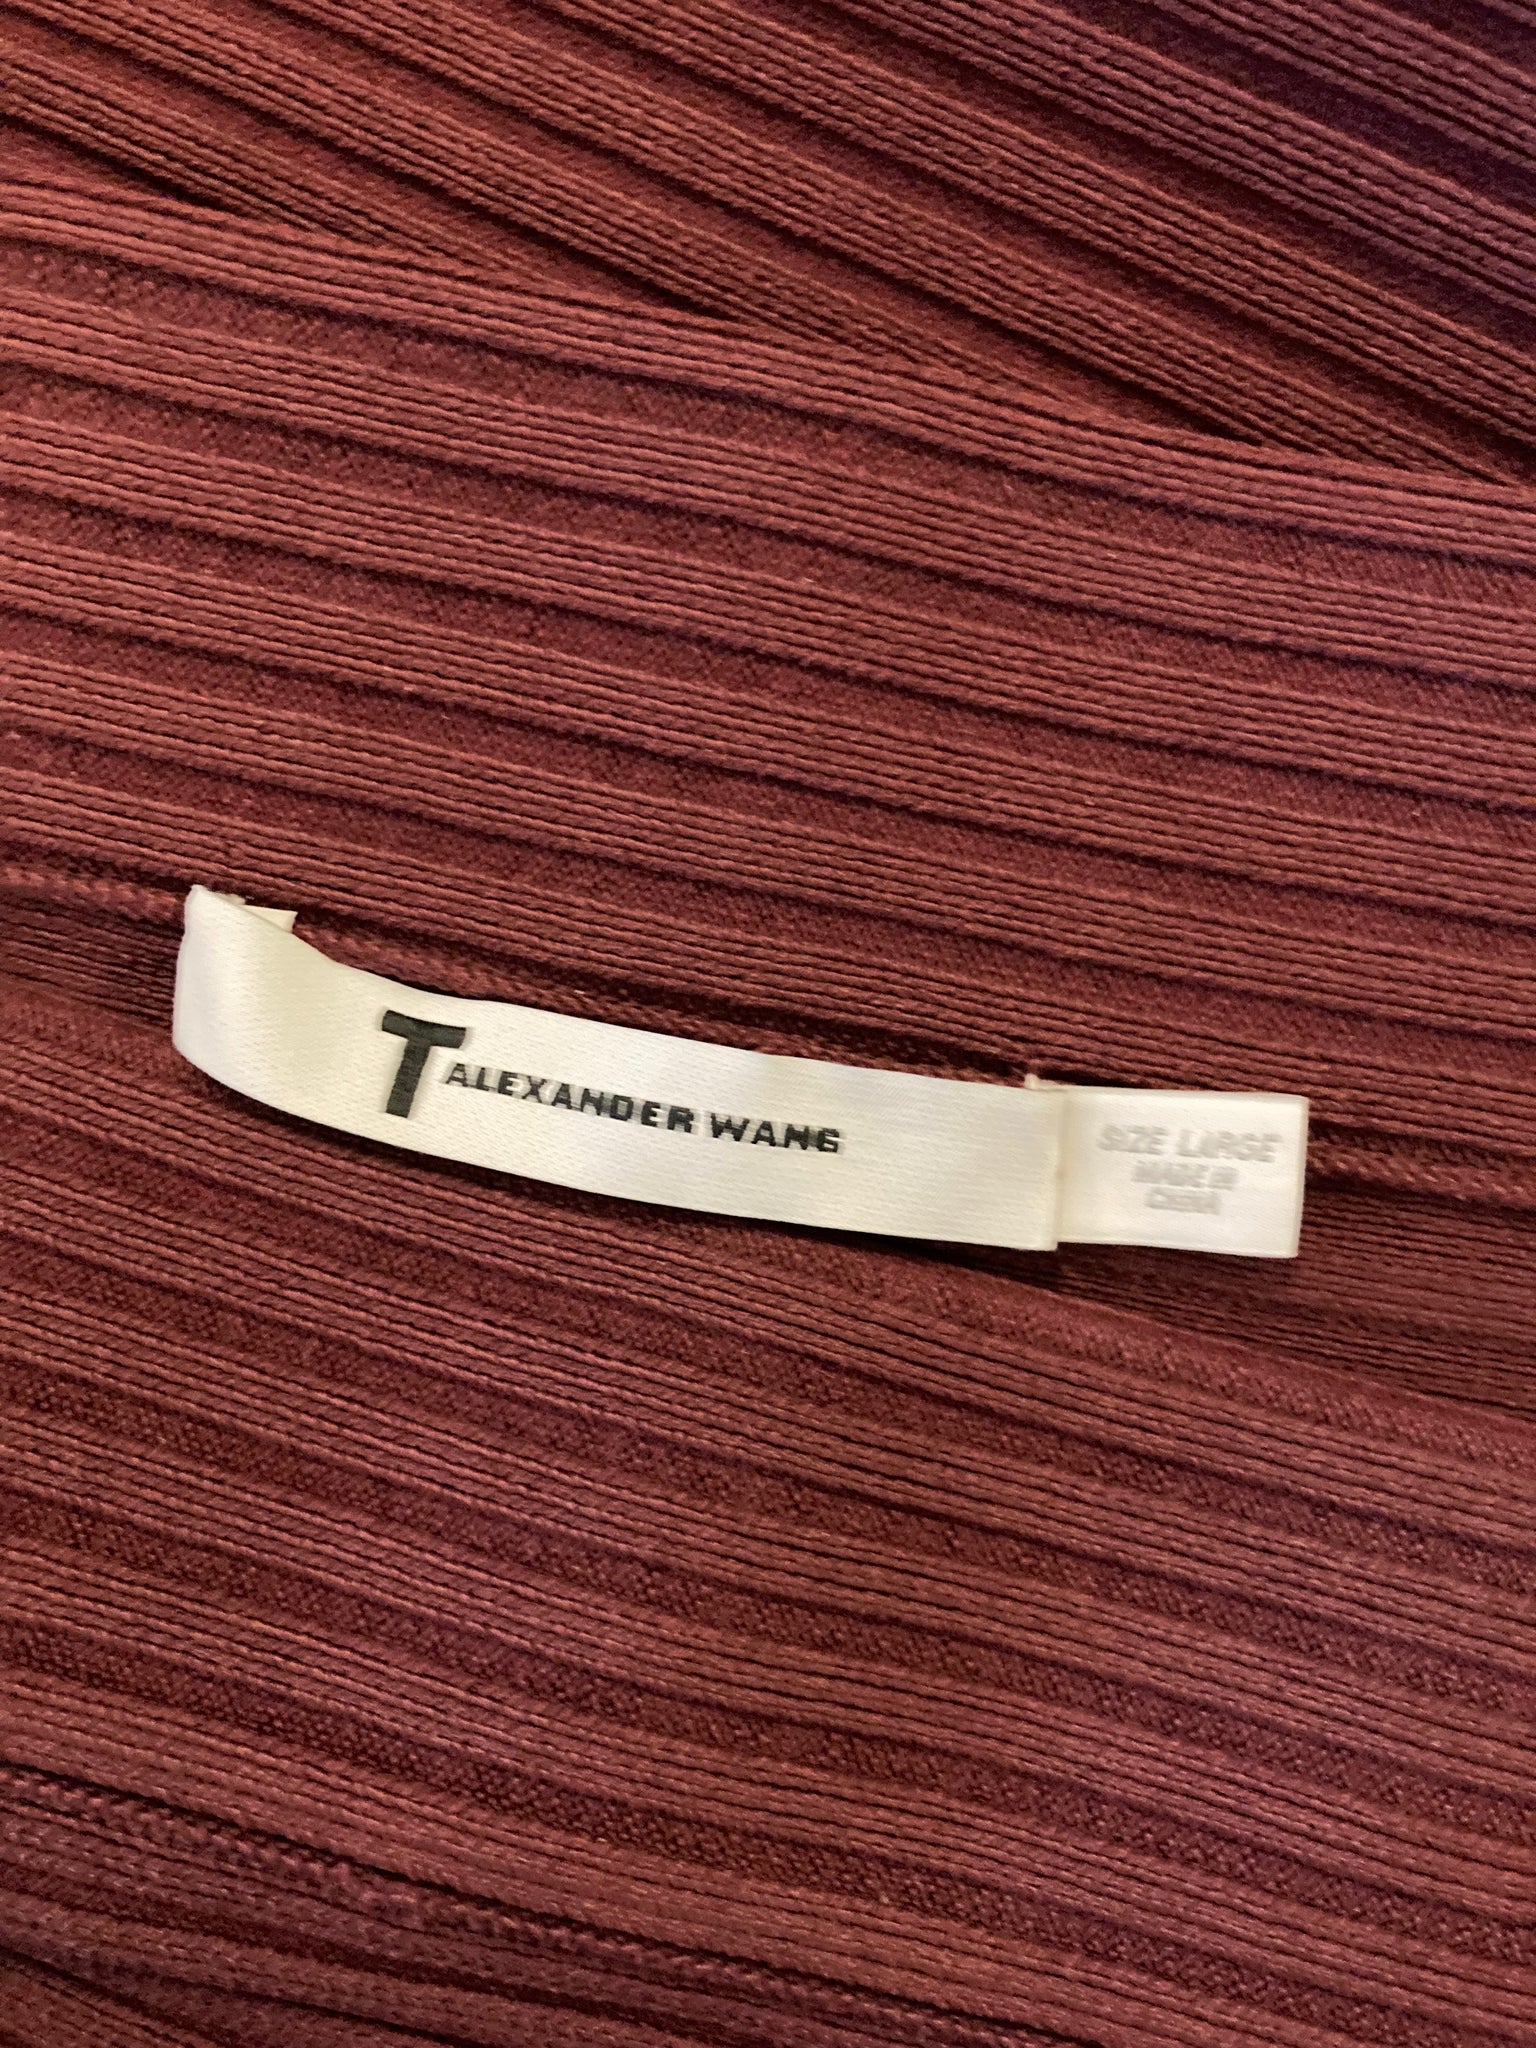 T ALEXANDER WANG
SIZE LARGE
MADE IN
CHINA